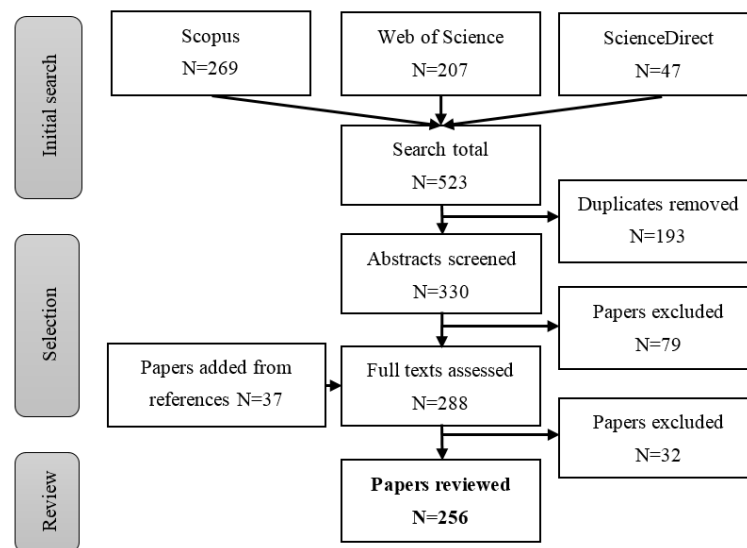 Initial search
Scopus
N=269
Web of Science
N=207
ScienceDirect
N=47
Search total
N=523
Duplicates removed
N=193
Selection
Abstracts screened
N=330
Papers excluded
N=79
Papers added from
references N=37
Full texts assessed
N=288
Papers excluded
N=32
Review
Papers reviewed
N=256